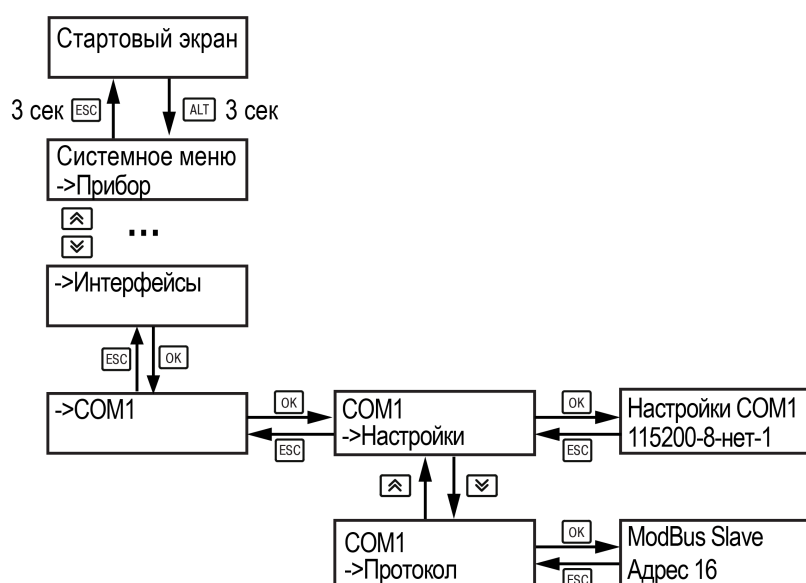 Стартовый экран
3 сек ESC ALT 3 сек
Системное меню
->Прибор
...
->Интерфейсы
ESC OK
->COM1
OK
ESC
COM1
->Настройки
OK
ESC
Настройки COM1
115200-8-нет-1
COM1
->Протокол
OK
ESC
ModBus Slave
Адрес 16